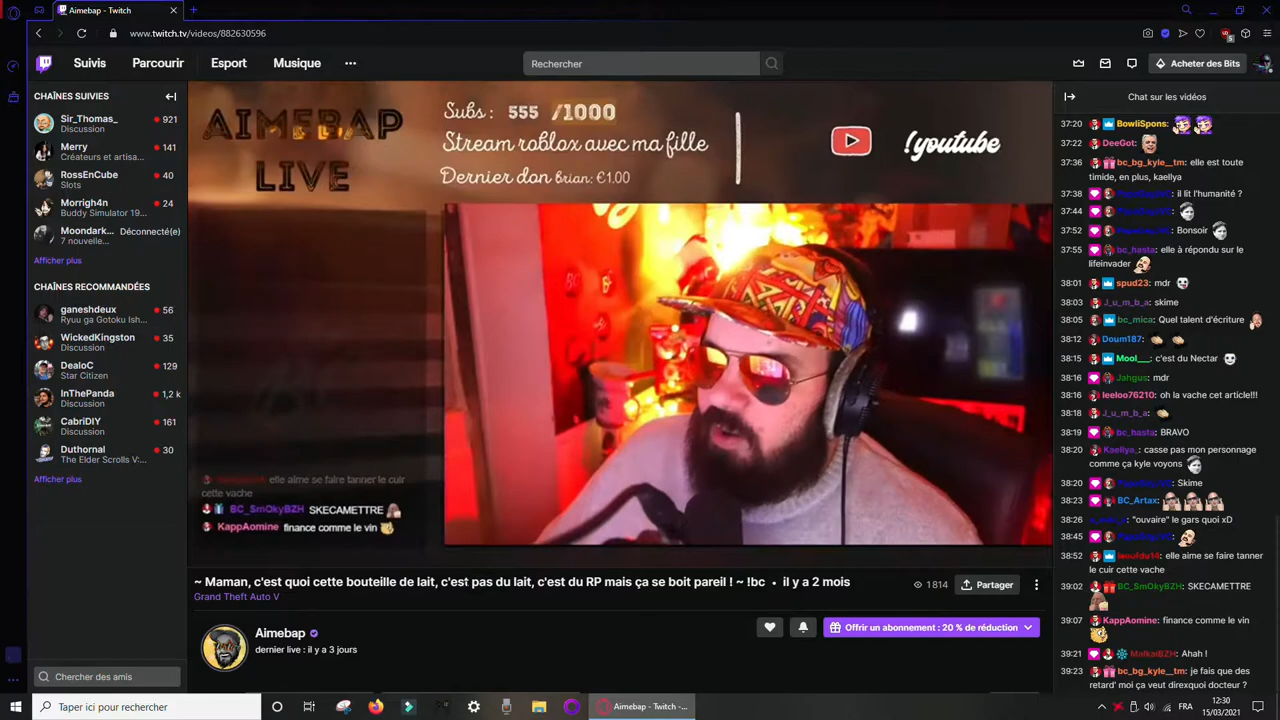 Aimebap - Twitch
www.twitch.tv/videos/882630596
Suivis
Parcourir
Esport
Musique
Rechercher
Acheter des Bits
CHAÎNES SUIVIES
Sir_Thomas_
921
Discussion
Merry
141
Créateurs et artisa...
RossEnCube
40
Slots
Morrigh4n
24
Buddy Simulator 19...
Moondark...
Déconnecté(e)
7 nouvelle...
Afficher plus
CHAÎNES RECOMMANDÉES
ganeshdeux
56
Ryuu ga Gotoku Ish...
WickedKingston
35
Discussion
DealoC
129
Star Citizen
InThePanda
1,2 k
Discussion
CabriDIY
161
Discussion
Duthornal
30
The Elder Scrolls V:...
Afficher plus
Chercher des amis
AIMEBAP
LIVE
Subs : 555 /1000
Stream roblox avec ma fille
Dernier don brian: €1.00
!youtube
elle aime se faire tanner le cuir
cette vache
BC_SmOkyBZH SKECAMETTRE
KappAomine finance comme le vin
~ Maman, c'est quoi cette bouteille de lait, c'est pas du lait, c'est du RP mais ça se boit pareil ! ~ !bc • il y a 2 mois
Grand Theft Auto V
1 814
Partager
Aimebap
dernier live : il y a 3 jours
Offrir un abonnement : 20 % de réduction
Chat sur les vidéos
37:20 BowliSpons:
37:22 DeeGot:
37:36 bc_bg_kyle__tm: elle est toute
timide, en plus, kaellya
37:38 : il lit l'humanité ?
37:44
37:52 : Bonsoir
37:55 bc_hasta: elle à répondu sur le
lifeinvader
38:01 spud23: mdr
38:03 J_u_m_b_a: skime
38:05 bc_mica: Quel talent d'écriture
38:12 Doum187:
38:15 Mool___: c'est du Nectar
38:16 Jahgus: mdr
38:16 leeloo76210: oh la vache cet article!!!
38:18 J_u_m_b_a:
38:19 bc_hasta: BRAVO
38:20 Kaellya_: casse pas mon personnage
comme ça kyle voyons
38:20 : Skime
38:23 BC_Artax:
38:26 : "ouvaire" le gars quoi xD
38:45
38:52 leoufdu14: elle aime se faire tanner
le cuir cette vache
39:02 BC_SmOkyBZH: SKECAMETTRE
39:07 KappAomine: finance comme le vin
39:21 MalkaiBZH: Ahah !
39:23 bc_bg_kyle__tm: je fais que des
retard' moi ça veut direxquoi docteur ?
Taper ici pour rechercher
Aimebap - Twitch -...
FRA
12:30
15/03/2021